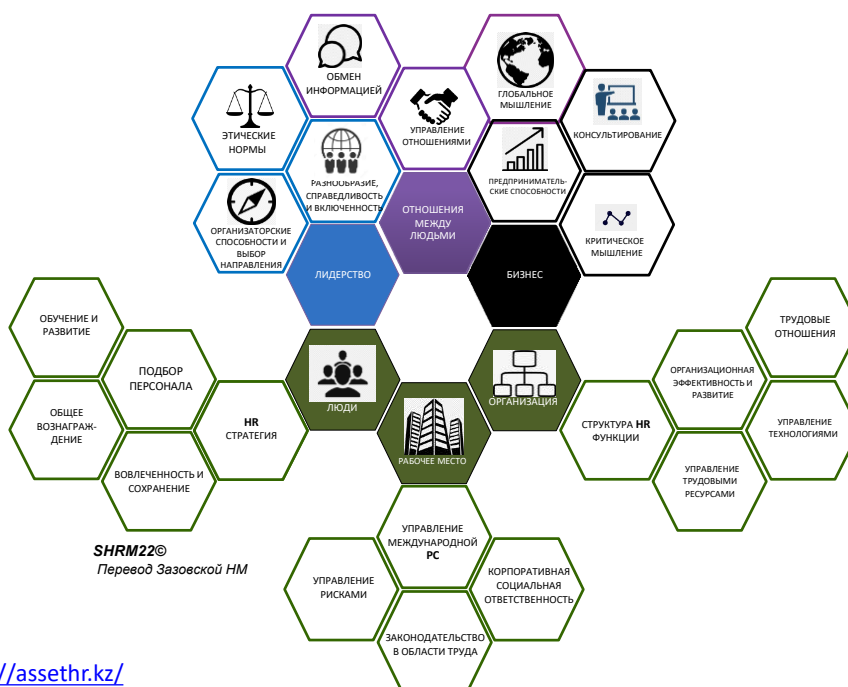 ОБМЕН
ИНФОРМАЦИЕЙ
ГЛОБАЛЬНОЕ
МЫШЛЕНИЕ
ЭТИЧЕСКИЕ
НОРМЫ
УПРАВЛЕНИЕ
ОТНОШЕНИЯМИ
КОНСУЛЬТИРОВАНИЕ
РАЗНООБРАЗИЕ,
СПРАВЕДЛИВОСТЬ
И ВКЛЮЧЕННОСТЬ
ПРЕДПРИНИМАТЕЛЬ-
СКИЕ СПОСОБНОСТИ
ОРГАНИЗАТОРСКИЕ
СПОСОБНОСТИ И
ВЫБОР
НАПРАВЛЕНИЯ
ОТНОШЕНИЯ
МЕЖДУ
ЛЮДЬМИ
КРИТИЧЕСКОЕ
МЫШЛЕНИЕ
ЛИДЕРСТВО
БИЗНЕС
ОБУЧЕНИЕ И
РАЗВИТИЕ
ТРУДОВЫЕ
ОТНОШЕНИЯ
ПОДБОР
ПЕРСОНАЛА
ОРГАНИЗАЦИОННАЯ
ЭФФЕКТИВНОСТЬ И
РАЗВИТИЕ
ОБЩЕЕ
ВОЗНАГРАЖ-
ДЕНИЕ
HR
СТРАТЕГИЯ
ЛЮДИ
РАБОЧЕЕ МЕСТО
ОРГАНИЗАЦИЯ
СТРУКТУРА HR
ФУНКЦИИ
УПРАВЛЕНИЕ
ТЕХНОЛОГИЯМИ
ВОВЛЕЧЕННОСТЬ И
СОХРАНЕНИЕ
УПРАВЛЕНИЕ
ТРУДОВЫМИ
РЕСУРСАМИ
УПРАВЛЕНИЕ
МЕЖДУНАРОДНОЙ
РС
SHRM22©
Перевод Зазовской НМ
УПРАВЛЕНИЕ
РИСКАМИ
КОРПОРАТИВНАЯ
СОЦИАЛЬНАЯ
ОТВЕТСТВЕННОСТЬ
ЗАКОНОДАТЕЛЬСТВО
В ОБЛАСТИ ТРУДА
//assethr.kz/